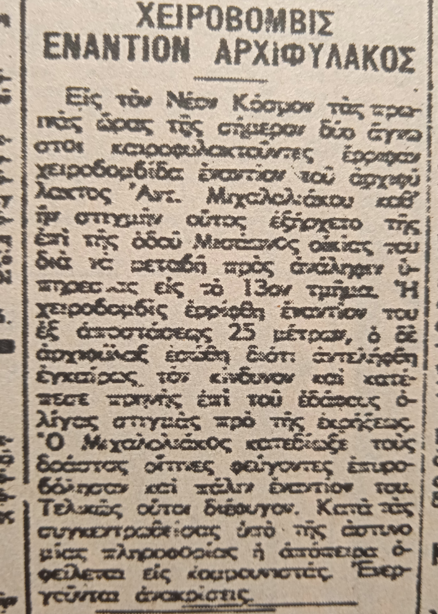 ΧΕΙΡΟΒΟΜΒΙΣ
ΕΝΑΝΤΙΟΝ ΑΡΧΙΦΥΛΑΚΟΣ
Εἰς τὸν Νέον Κόσμον τὰς πρω-
ϊνὰς ὥρας τῆς σήμερον δύο ἄγνω
στοι καιροφυλακτοῦντες ἔρριψαν
χειροβομβίδα ἐναντίον τοῦ ἀρχιφύ
λακτος Ἀντ. Μιχαλολιάκου καθ'
ἣν στιγμὴν οὗτος ἐξήρχετο τῆς
ἐπὶ τῆς ὁδοῦ οἰκίας του
διὰ νὰ μεταβῇ πρὸς ἀνάληψιν ὑ-
πηρεσίας εἰς τὸ 13ον τμῆμα. Ἡ
χειροβομβὶς ἐρρίφθη ἐναντίον του
ἐξ ἀποστάσεως 25 μέτρων, ὁ δὲ
ἀρχιφύλαξ ἐσώθη διότι ἀντελήφθη
ἐγκαίρως τὸν κίνδυνον καὶ κατέ-
πεσε πρηνὴς ἐπὶ τοῦ ἐδάφους ὀ-
λίγας στιγμὰς πρὸ τῆς ἐκρήξεως.
Ὁ Μιχαλολιάκος κατεδίωξε τοὺς
δράστας οἵτινες φεύγοντες ἐπυρο-
βόλησαν καὶ πάλιν ἐναντίον του.
Τελικῶς οὗτοι διέφυγον. Κατὰ τὰς
συγκεντρωθείσας ὑπὸ τῆς ἀστυνο
μίας πληροφορίας ἡ ἀπόπειρα ὀ-
φείλεται εἰς κομμουνιστάς. Ἐνερ-
γοῦνται ἀνακρίσεις.